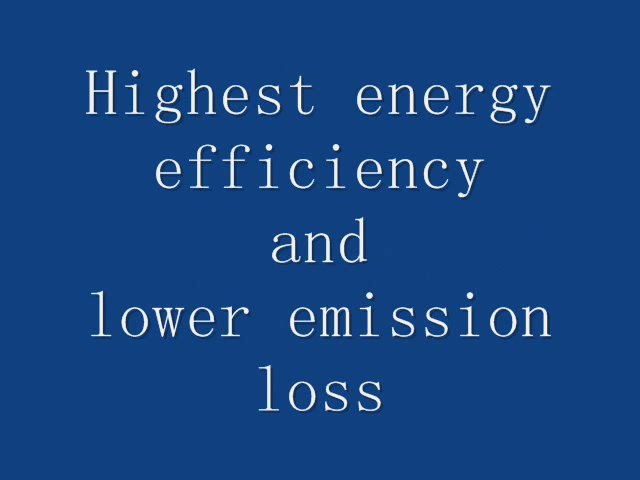 Highest energy
efficiency
and
lower emission
loss